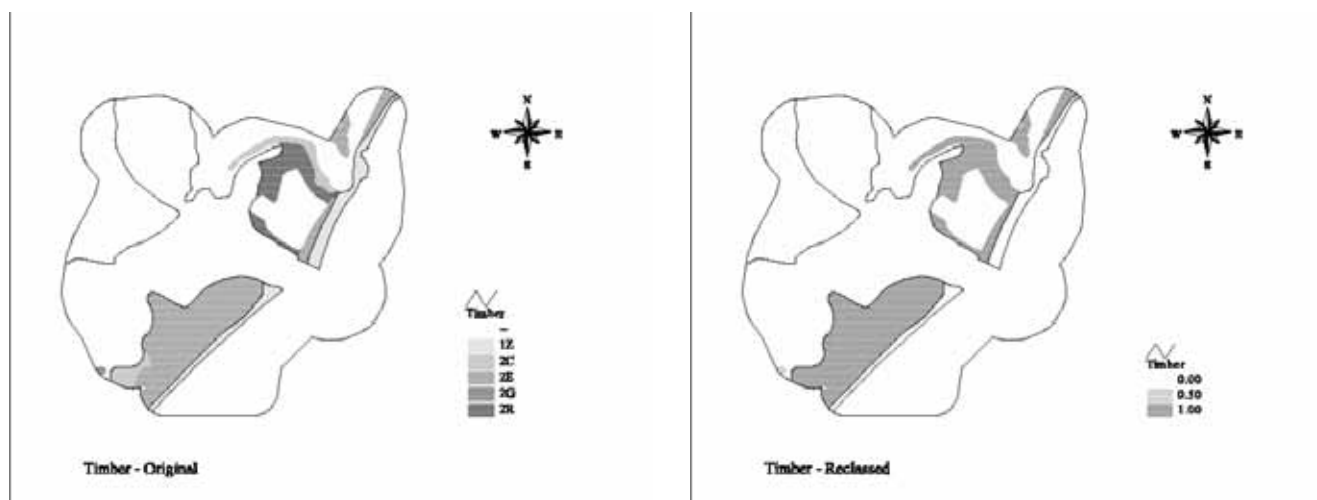 N
W E
S
Timber
--
1Z
2C
2E
2G
2R
Timber - Original
N
W E
S
Timber
0.00
0.50
1.00
Timber - Reclassed